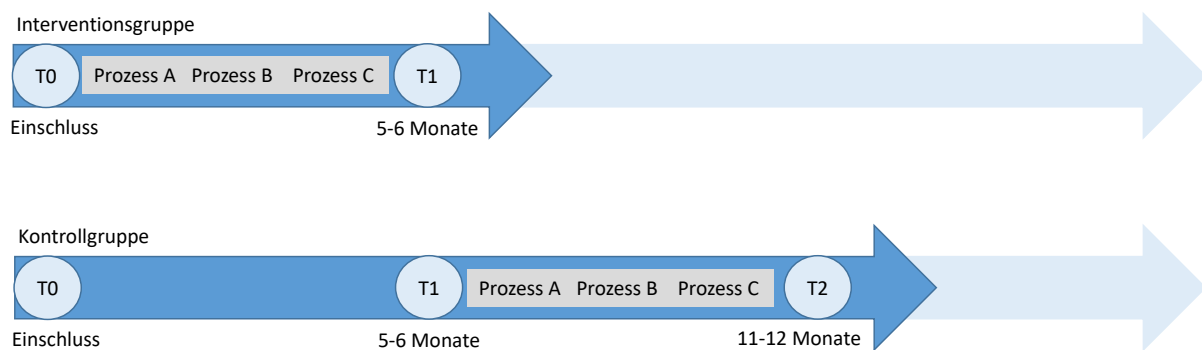 Interventionsgruppe
T0 Prozess A Prozess B Prozess C T1
Einschluss 5-6 Monate
Kontrollgruppe
T0 T1 Prozess A Prozess B Prozess C T2
Einschluss 5-6 Monate 11-12 Monate